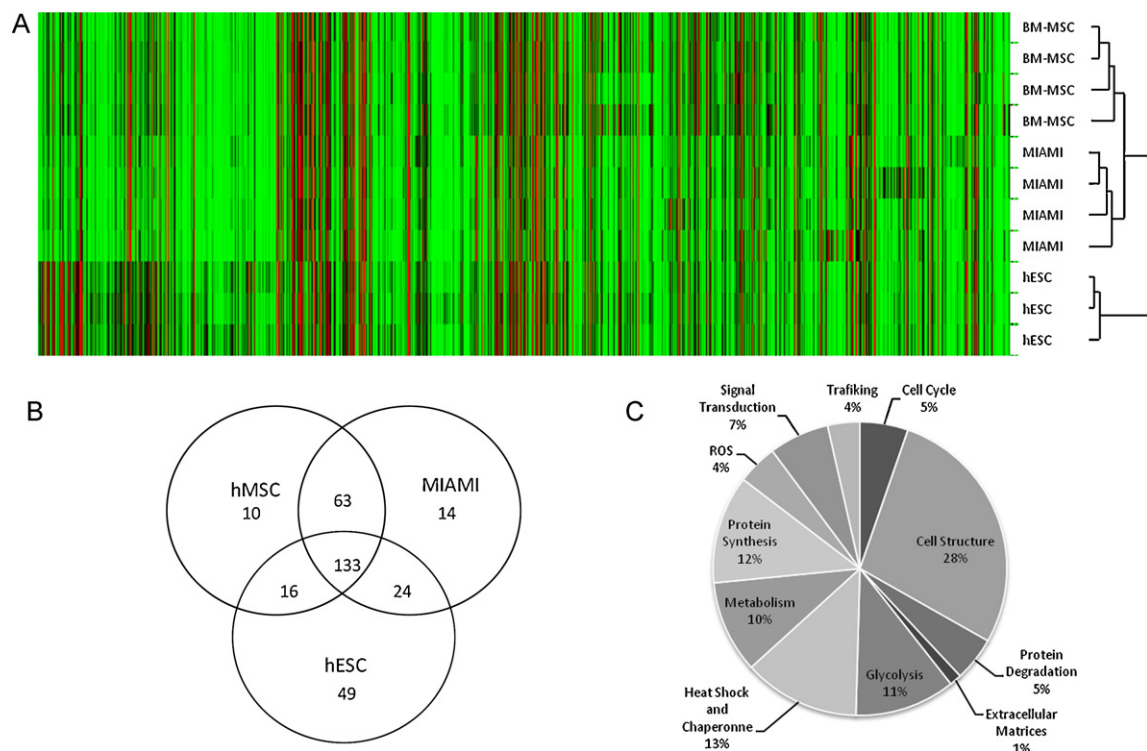 A
BM-MSC
BM-MSC
BM-MSC
BM-MSC
MIAMI
MIAMI
MIAMI
MIAMI
hESC
hESC
hESC
B
hMSC
10
63
MIAMI
14
133
16
24
hESC
49
C
Signal
Transduction
7%
Trafiking
4%
Cell Cycle
5%
ROS
4%
Protein
Synthesis
12%
Cell Structure
28%
Metabolism
10%
Protein
Degradation
5%
Glycolysis
11%
Heat Shock
and
Chaperonne
13%
Extracellular
Matrices
1%